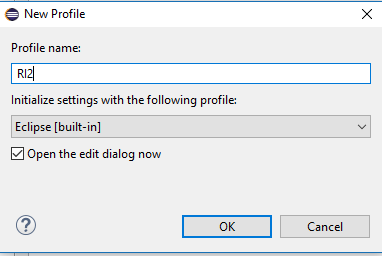 New Profile
Profile name:
RI2
Initialize settings with the following profile:
Eclipse [built-in]
Open the edit dialog now
?
OK Cancel